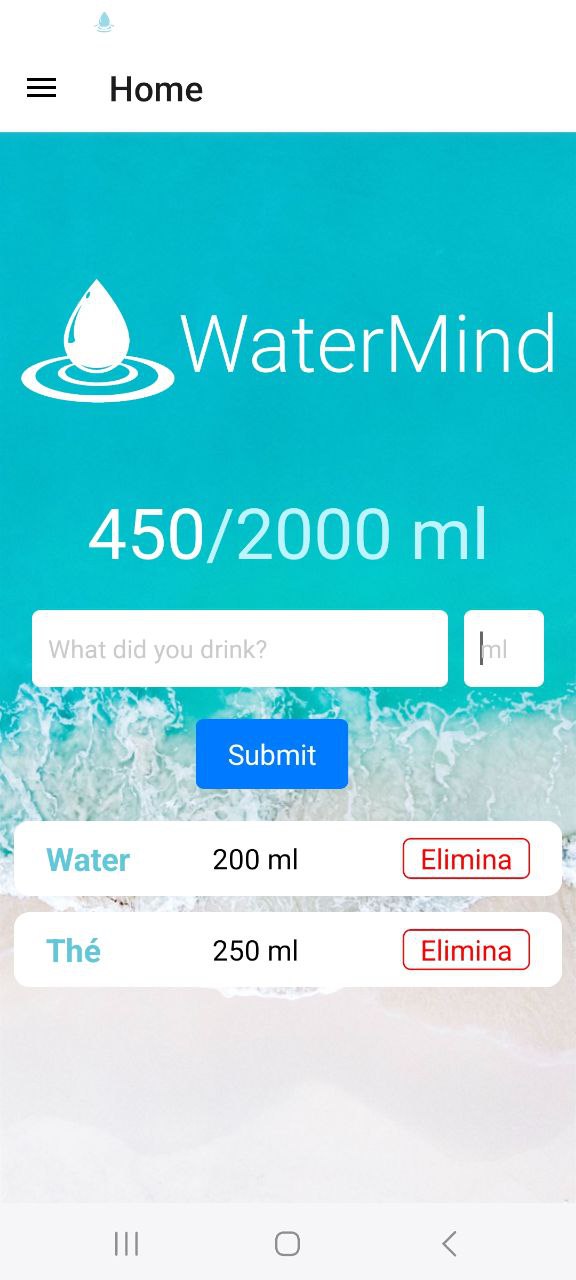 Home
WaterMind
450/2000 ml
What did you drink? ml
Submit
Water 200 ml Elimina
Thé 250 ml Elimina